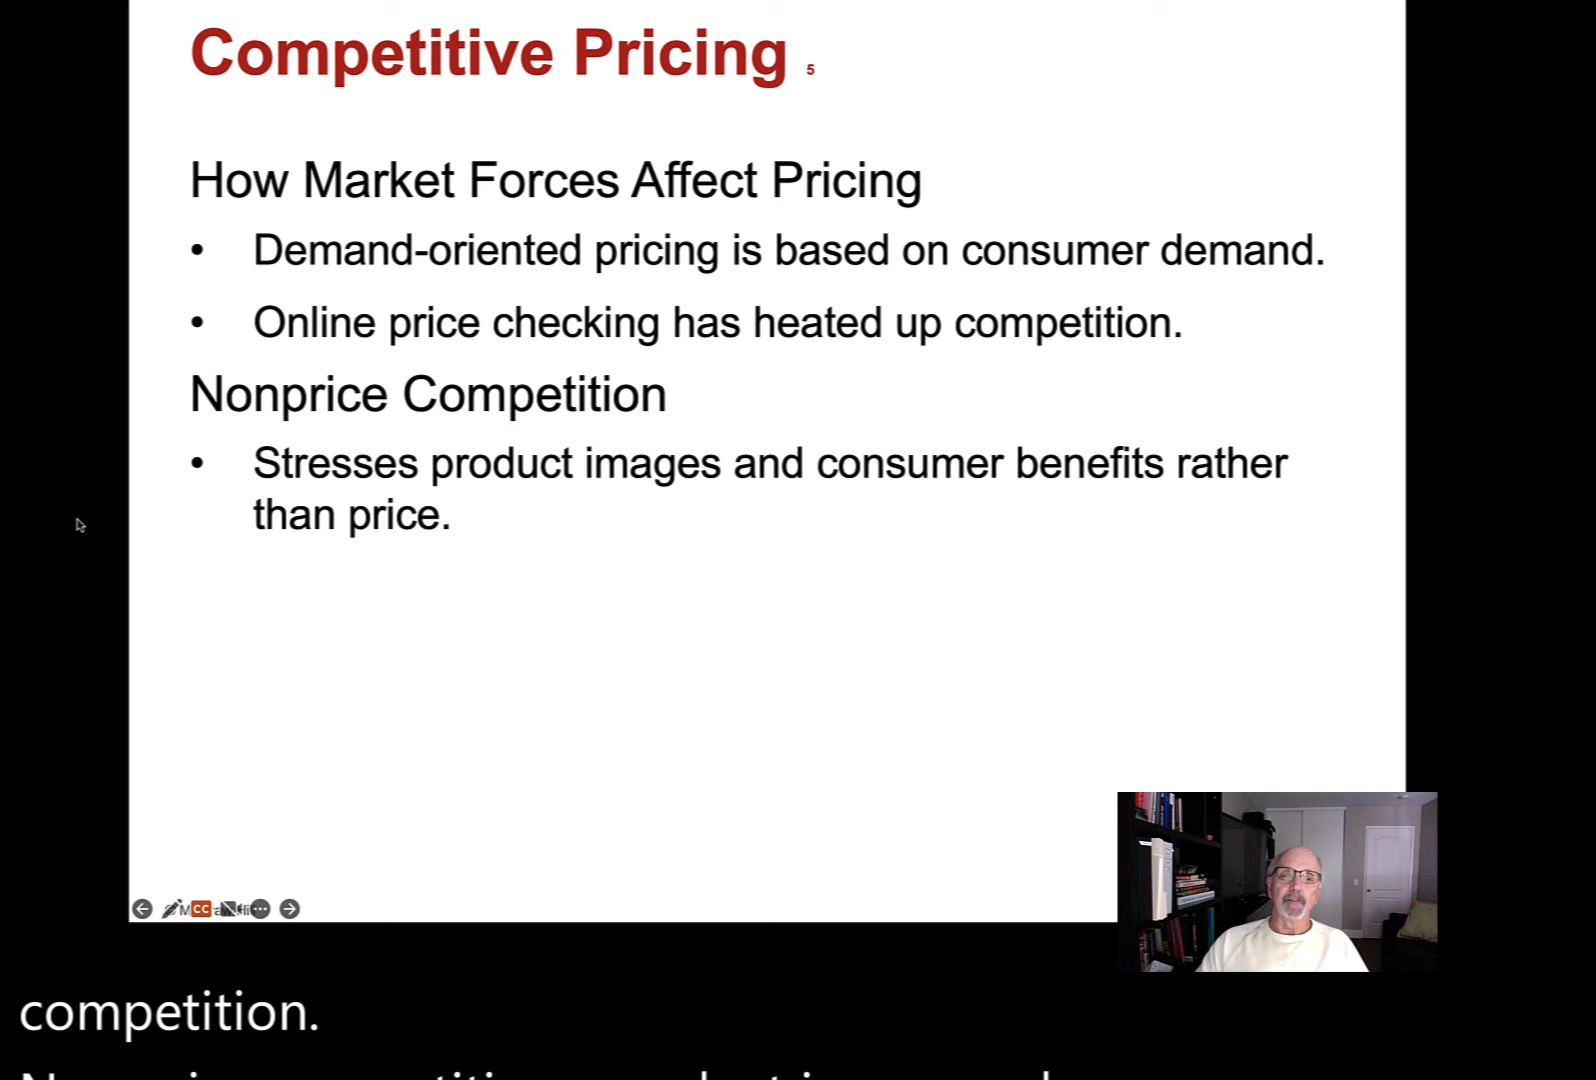 Competitive Pricing 5
How Market Forces Affect Pricing
• Demand-oriented pricing is based on consumer demand.
• Online price checking has heated up competition.
Nonprice Competition
• Stresses product images and consumer benefits rather
than price.
CC
competition.